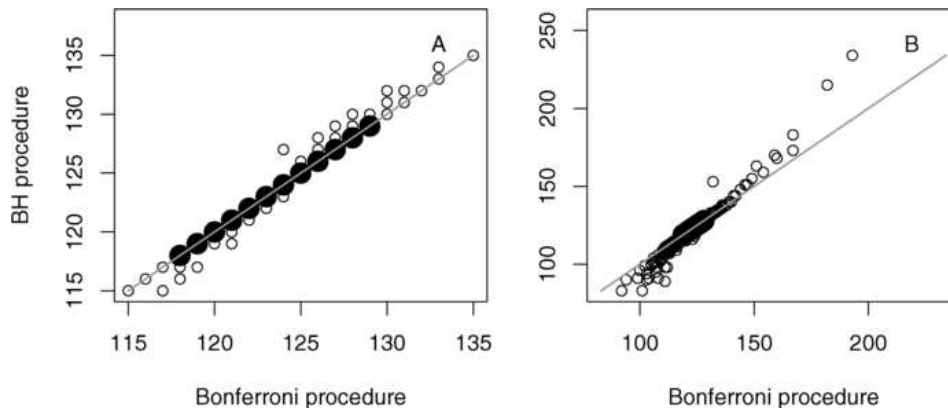 A
BH procedure
135
130
125
120
115
115 120 125 130 135
Bonferroni procedure
B
250
200
150
100
100 150 200
Bonferroni procedure